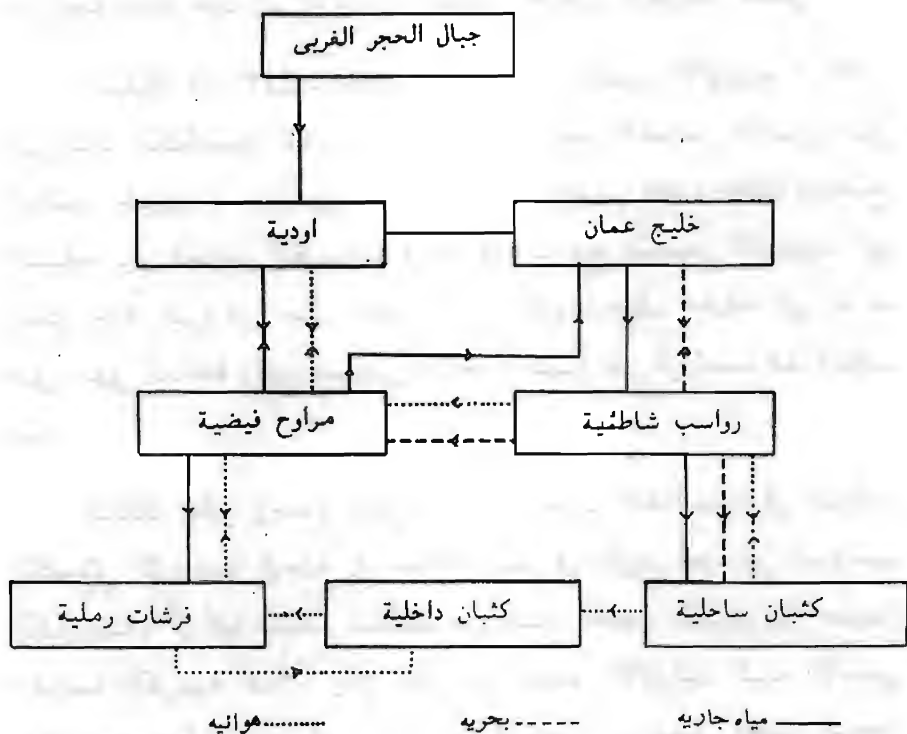 جبال الحجر الغربى
اودية
خليج عمان
مراوح فيضية
رواسب شاطئية
فرشات رملية
كثبان داخلية
كثبان ساحلية
مياه جاريه
بحريه
هوائيه